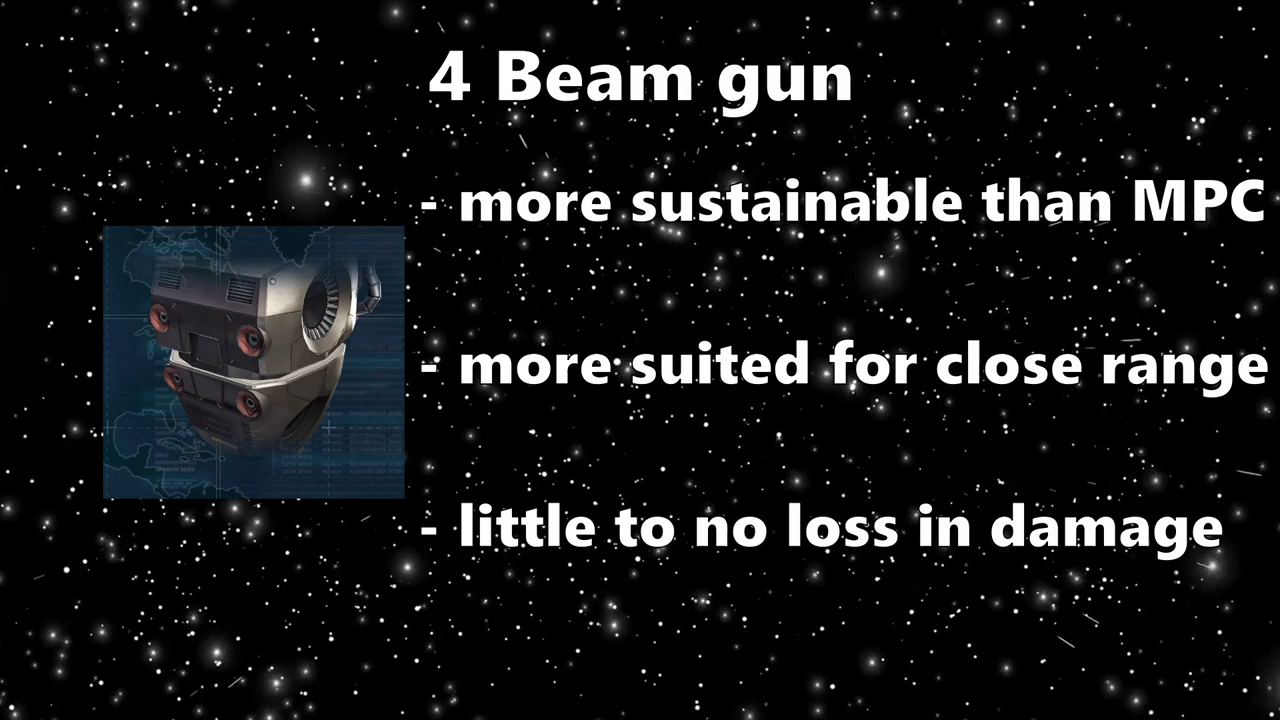 4 Beam gun
- more sustainable than MPC
- more suited for close range
- little to no loss in damage